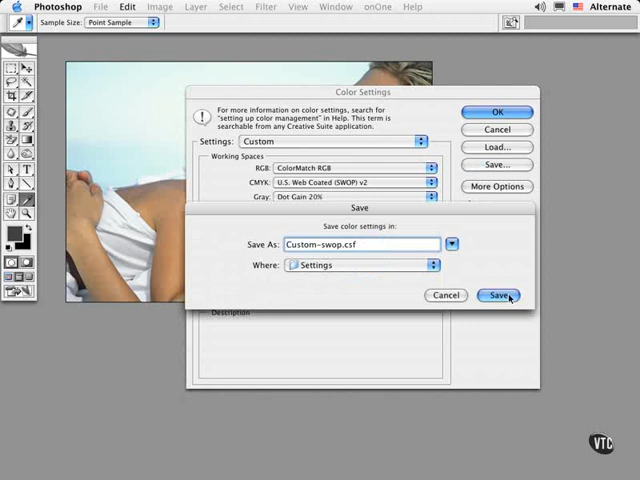 Photoshop File Edit Image Layer Select Filter View Window onOne Help Alternate
Sample Size: Point Sample
Color Settings
For more information on color settings, search for
"setting up color management" in Help. This term is
searchable from any Creative Suite application.
OK
Cancel
Load...
Save...
More Options
Settings: Custom
Working Spaces
RGB: ColorMatch RGB
CMYK: U.S. Web Coated (SWOP) v2
Gray: Dot Gain 20%
Save
Save color settings in:
Save As: Custom-swop.csf
Where: Settings
Cancel
Save
Description
VTC